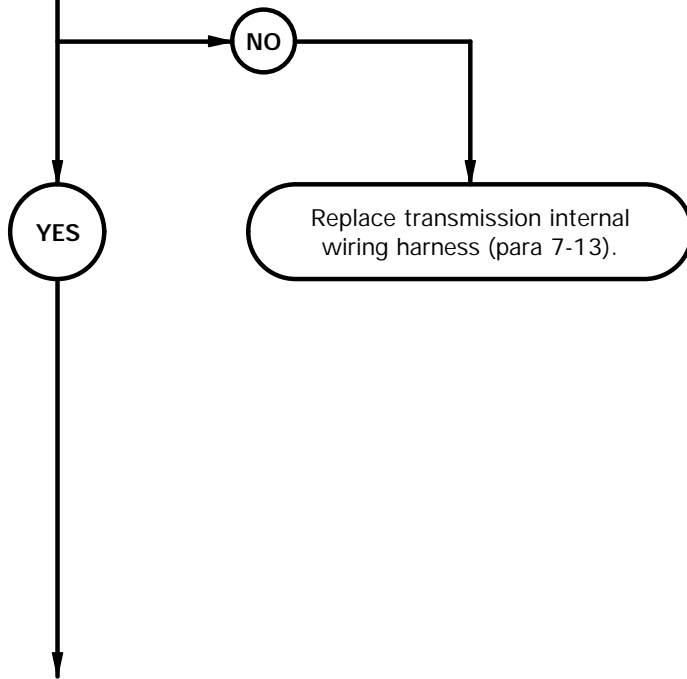 NO
YES
Replace transmission internal
wiring harness (para 7-13).